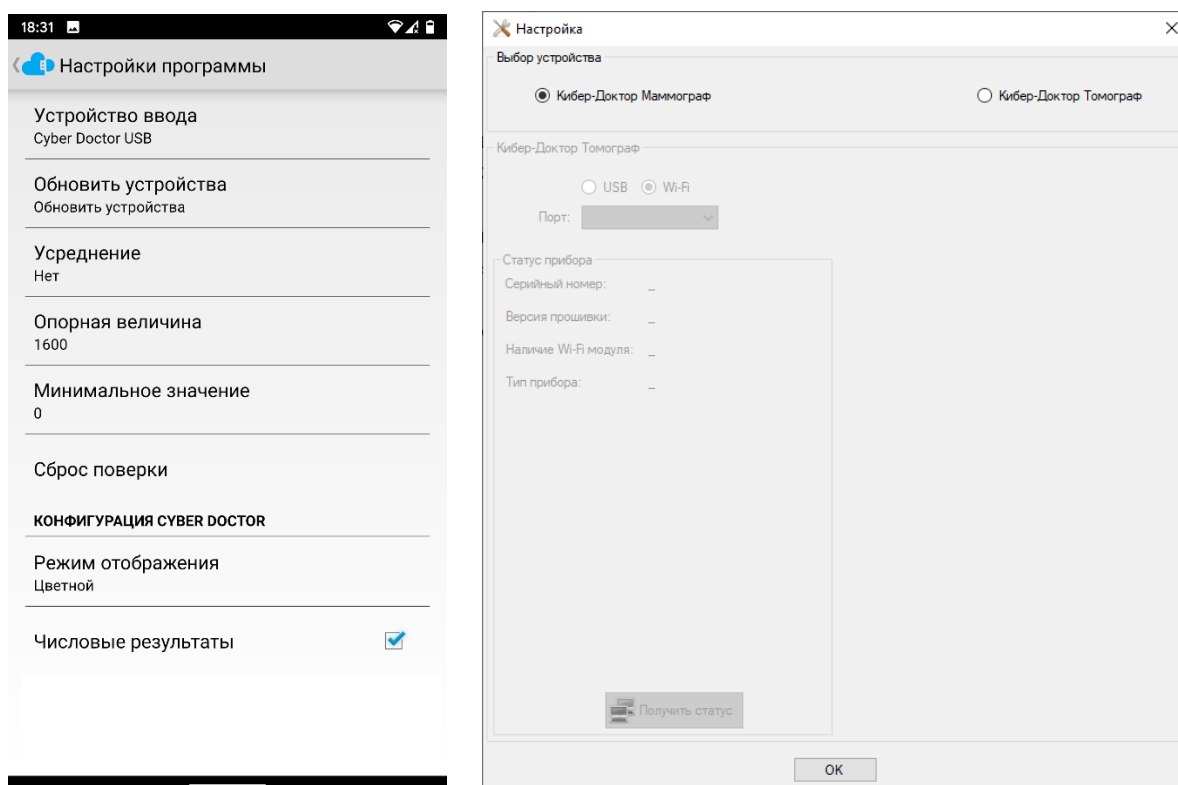 18:31
Настройки программы
Устройство ввода
Cyber Doctor USB
Обновить устройства
Обновить устройства
Усреднение
Нет
Опорная величина
1600
Минимальное значение
0
Сброс поверки
КОНФИГУРАЦИЯ CYBER DOCTOR
Режим отображения
Цветной
Числовые результаты
Настройка
Выбор устройства
Кибер-Доктор Маммограф
Кибер-Доктор Томограф
Кибер-Доктор Томограф
USB Wi-Fi
Порт:
Статус прибора
Серийный номер: _
Версия прошивки: _
Наличие Wi-Fi модуля: _
Тип прибора: _
Получить статус
OK